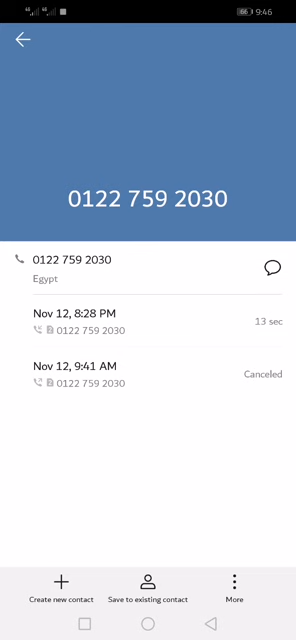 66 9:46
0122 759 2030
0122 759 2030
Egypt
Nov 12, 8:28 PM
13 sec
0122 759 2030
Nov 12, 9:41 AM
Canceled
0122 759 2030
Create new contact
Save to existing contact
More